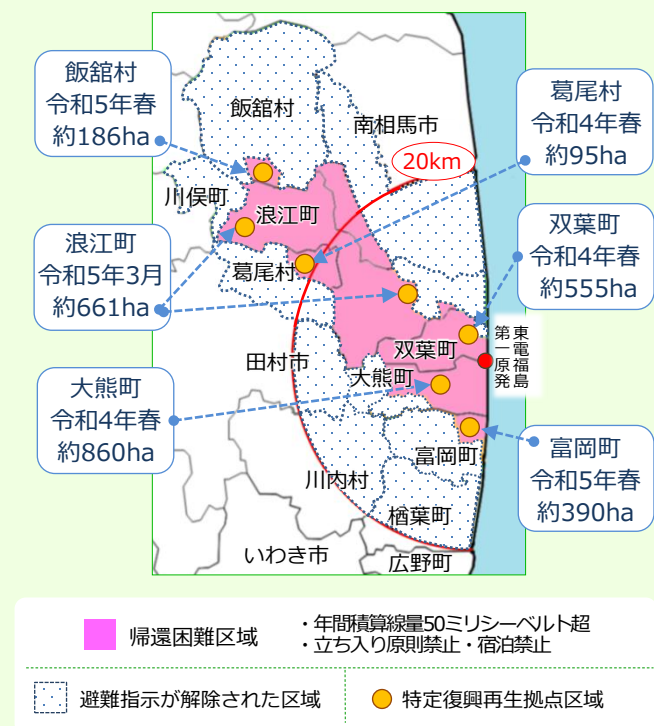 飯舘村
令和5年春
約186ha
葛尾村
令和4年春
約95ha
飯舘村
南相馬市
20km
川俣町
浪江町
双葉町
令和4年春
約555ha
浪江町
令和5年3月
約661ha
葛尾村
東電福島
第一原発
双葉町
田村市
大熊町
大熊町
令和4年春
約860ha
富岡町
令和5年春
約390ha
富岡町
川内村
楢葉町
いわき市
広野町
帰還困難区域
・年間積算線量50ミリシーベルト超
・立ち入り原則禁止・宿泊禁止
避難指示が解除された区域
特定復興再生拠点区域